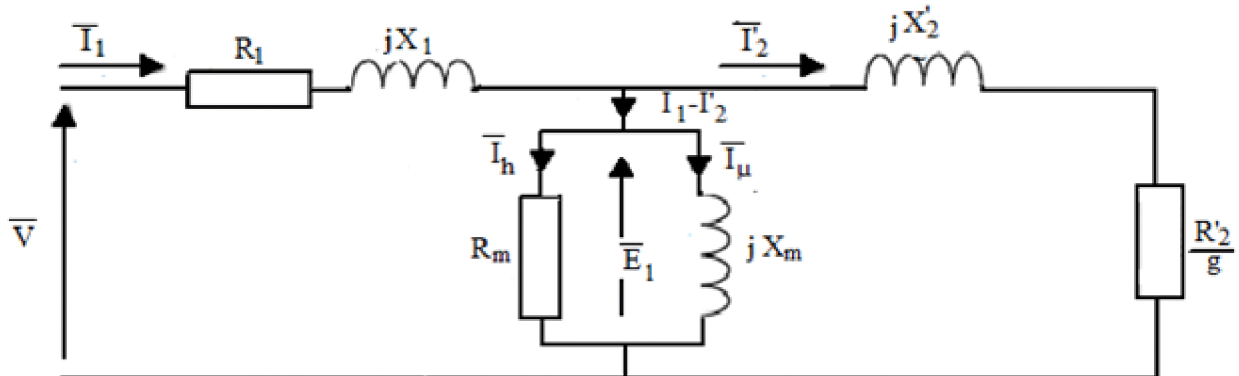 I̅₁
R₁
jX₁
I̅'₂
jX'₂
I₁-I'₂
I̅ₕ
I̅μ
V̅
Rₘ
E̅₁
jXₘ
R'₂
g